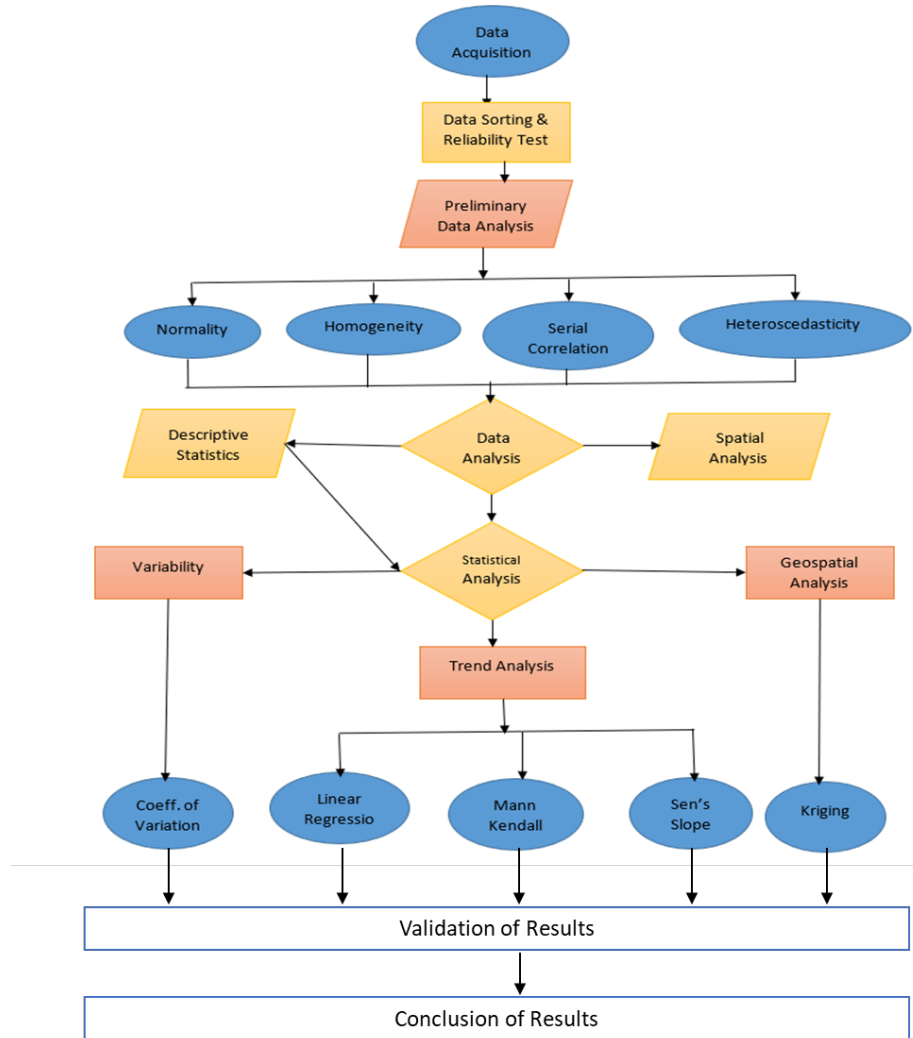 Data
Acquisition
Data Sorting &
Reliability Test
Preliminary
Data Analysis
Normality
Homogeneity
Serial
Correlation
Heteroscedasticity
Descriptive
Statistics
Data
Analysis
Spatial
Analysis
Variability
Statistical
Analysis
Geospatial
Analysis
Trend Analysis
Coeff. of
Variation
Linear
Regressio
Mann
Kendall
Sen's
Slope
Kriging
Validation of Results
Conclusion of Results